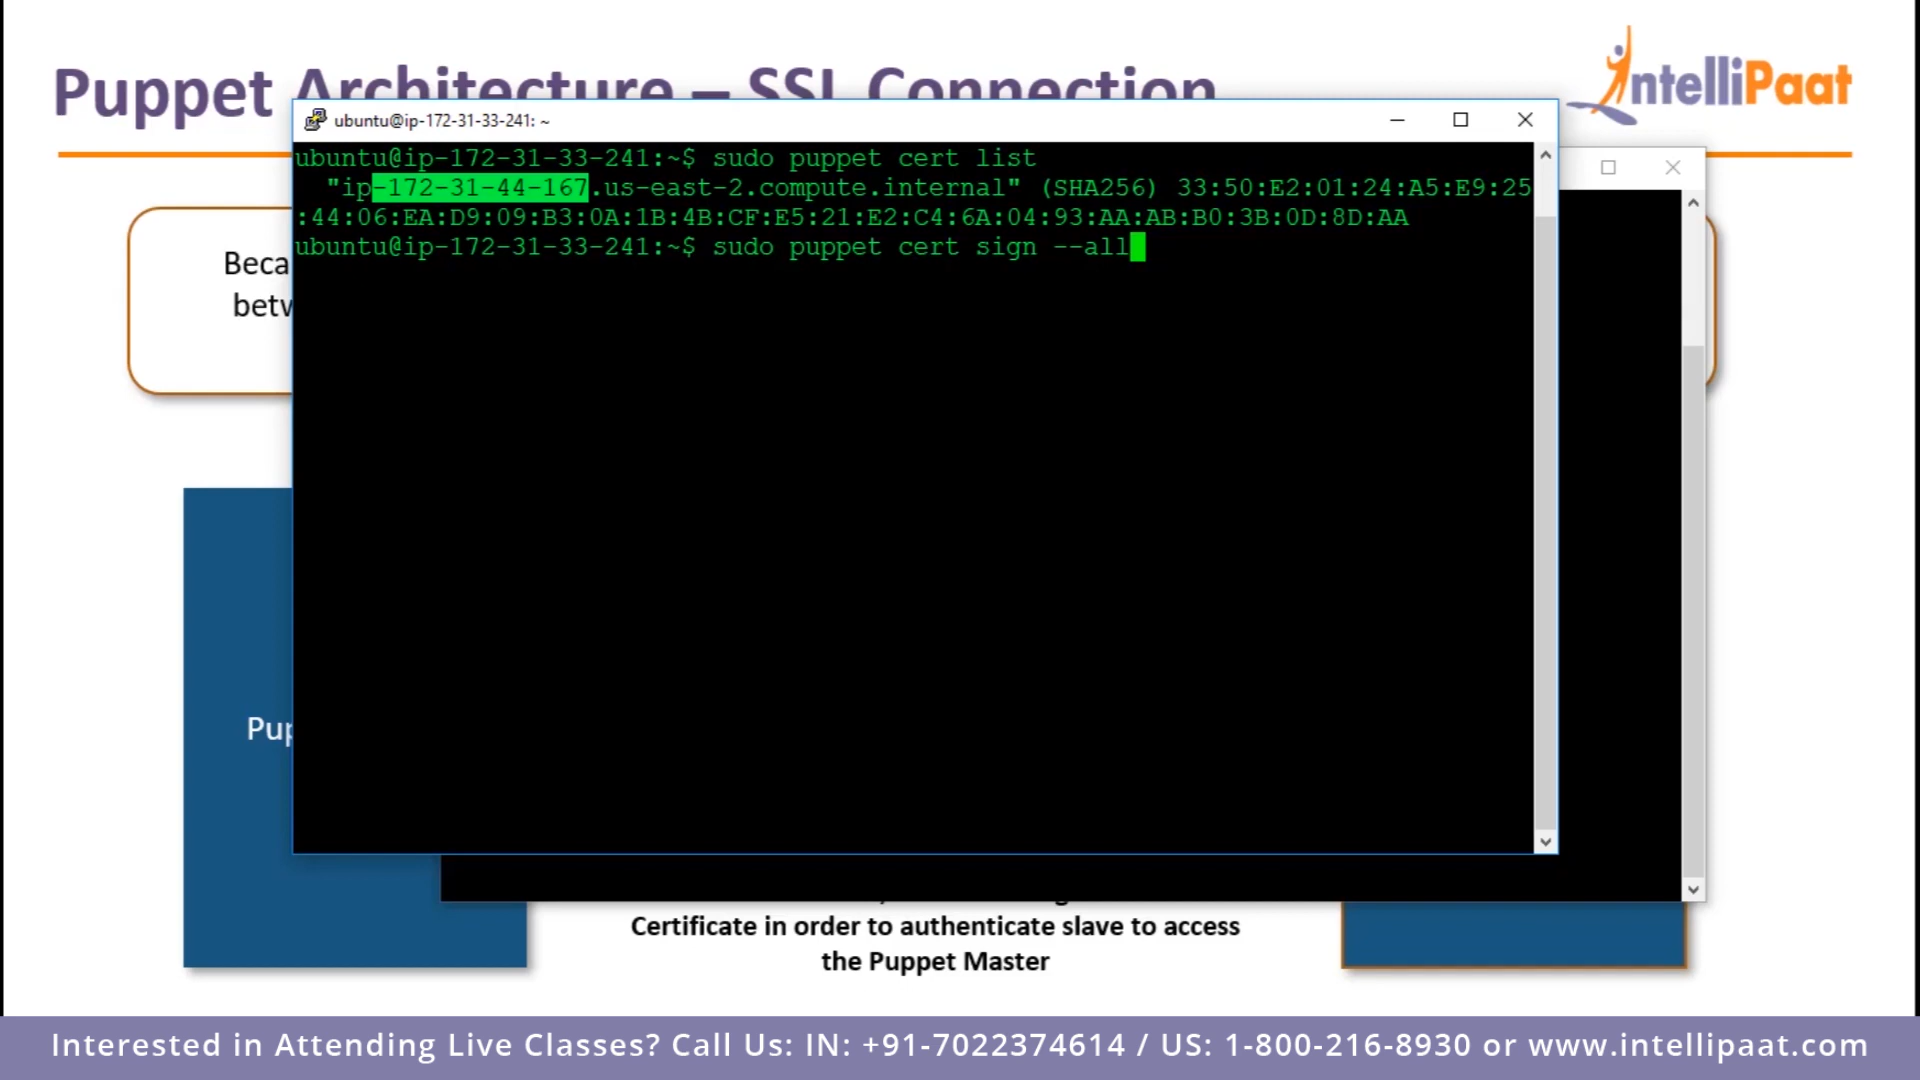 Puppet Architecture – SSL Connection
IntelliPaat
ubuntu@ip-172-31-33-241: ~
ubuntu@ip-172-31-33-241:~$ sudo puppet cert list
"ip-172-31-44-167.us-east-2.compute.internal" (SHA256) 33:50:E2:01:24:A5:E9:25
:44:06:EA:D9:09:B3:0A:1B:4B:CF:E5:21:E2:C4:6A:04:93:AA:AB:B0:3B:0D:8D:AA
ubuntu@ip-172-31-33-241:~$ sudo puppet cert sign --all
Certificate in order to authenticate slave to access
the Puppet Master
Interested in Attending Live Classes? Call Us: IN: +91-7022374614 / US: 1-800-216-8930 or www.intellipaat.com